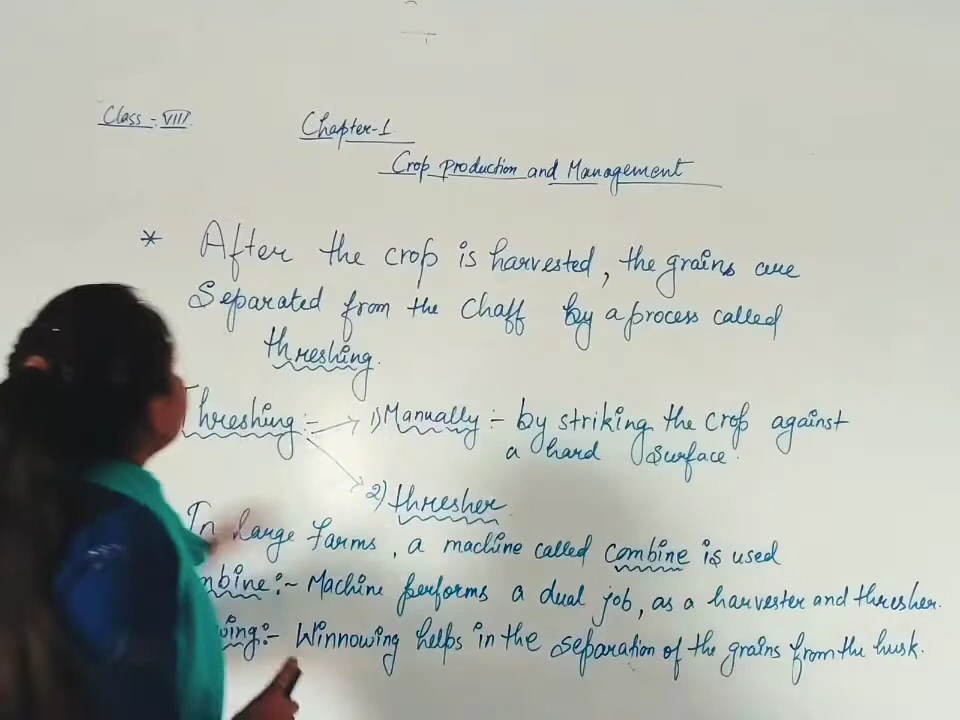 Class - VIII
Chapter-1
Crop production and Management
* After the crop is harvested, the grains are
Separated from the Chaff by a process called
threshing.
Threshing :- 1) Manually :- by striking the crop against
a hard surface.
2) thresher
In large farms, a machine called combine is used
mbine :- Machine performs a dual job, as a harvester and thresher.
wing :- Winnowing helps in the separation of the grains from the husk.